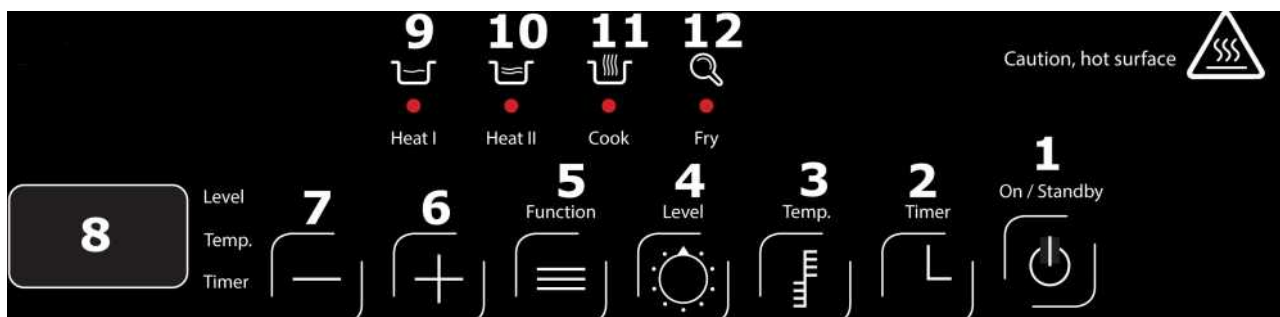 9 10 11 12
Caution, hot surface
Heat I Heat II Cook Fry
1
5 4 3 2
On / Standby
Level
7 6
Function Level Temp. Timer
8
Temp.
Timer